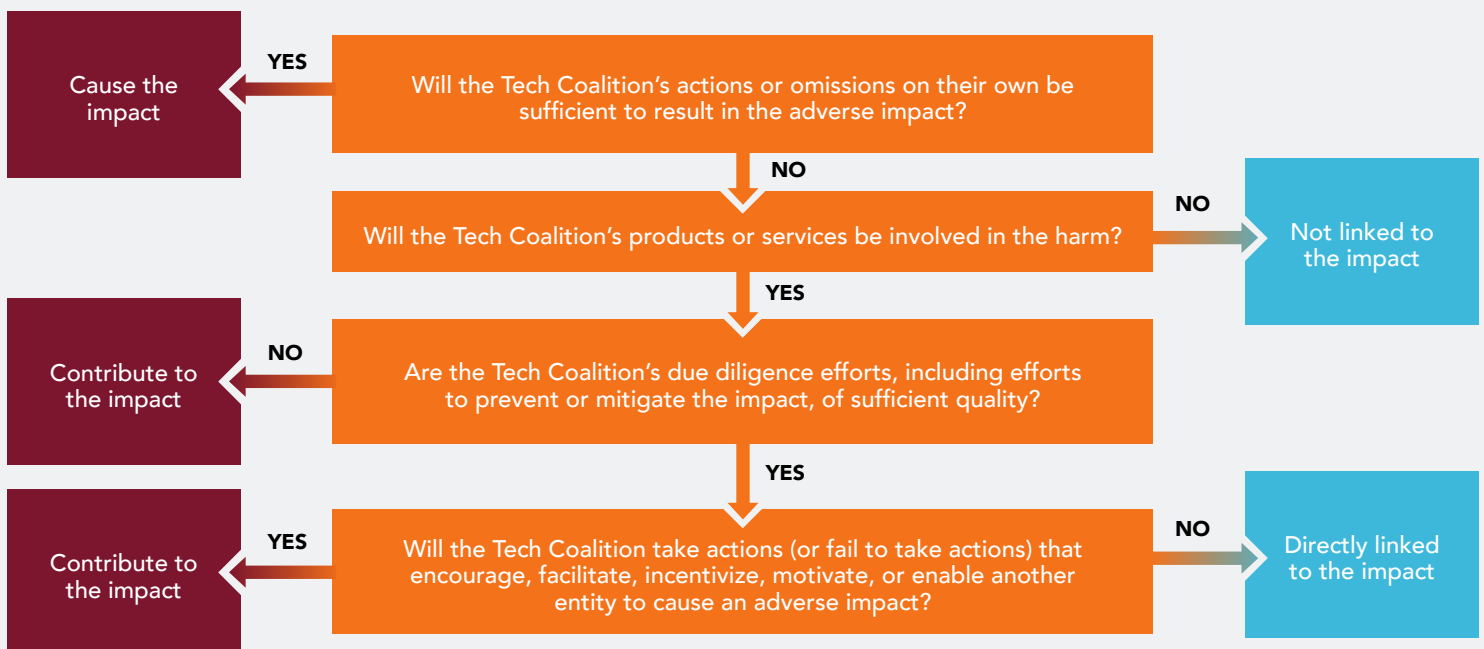 Cause the
impact
YES
Will the Tech Coalition’s actions or omissions on their own be
sufficient to result in the adverse impact?
NO
Will the Tech Coalition’s products or services be involved in the harm?
NO
Not linked to
the impact
YES
Contribute to
the impact
NO
Are the Tech Coalition’s due diligence efforts, including efforts
to prevent or mitigate the impact, of sufficient quality?
YES
Contribute to
the impact
YES
Will the Tech Coalition take actions (or fail to take actions) that
encourage, facilitate, incentivize, motivate, or enable another
entity to cause an adverse impact?
NO
Directly linked
to the impact